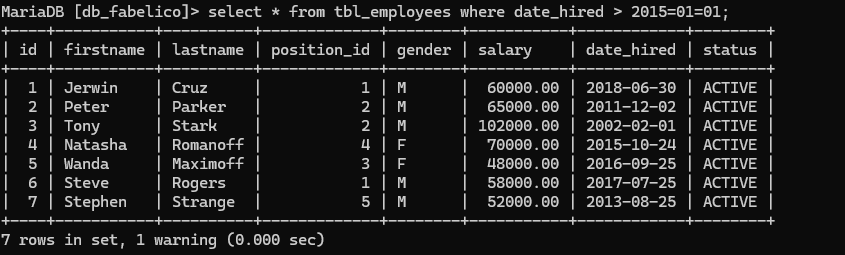 MariaDB [db_fabelico]> select * from tbl_employees where date_hired > 2015=01=01;
+----+-----------+----------+-------------+--------+-----------+------------+--------+
| id | firstname | lastname | position_id | gender | salary    | date_hired | status |
+----+-----------+----------+-------------+--------+-----------+------------+--------+
|  1 | Jerwin    | Cruz     |           1 | M      |  60000.00 | 2018-06-30 | ACTIVE |
|  2 | Peter     | Parker   |           2 | M      |  65000.00 | 2011-12-02 | ACTIVE |
|  3 | Tony      | Stark    |           2 | M      | 102000.00 | 2002-02-01 | ACTIVE |
|  4 | Natasha   | Romanoff |           4 | F      |  70000.00 | 2015-10-24 | ACTIVE |
|  5 | Wanda     | Maximoff |           3 | F      |  48000.00 | 2016-09-25 | ACTIVE |
|  6 | Steve     | Rogers   |           1 | M      |  58000.00 | 2017-07-25 | ACTIVE |
|  7 | Stephen   | Strange  |           5 | M      |  52000.00 | 2013-08-25 | ACTIVE |
+----+-----------+----------+-------------+--------+-----------+------------+--------+
7 rows in set, 1 warning (0.000 sec)